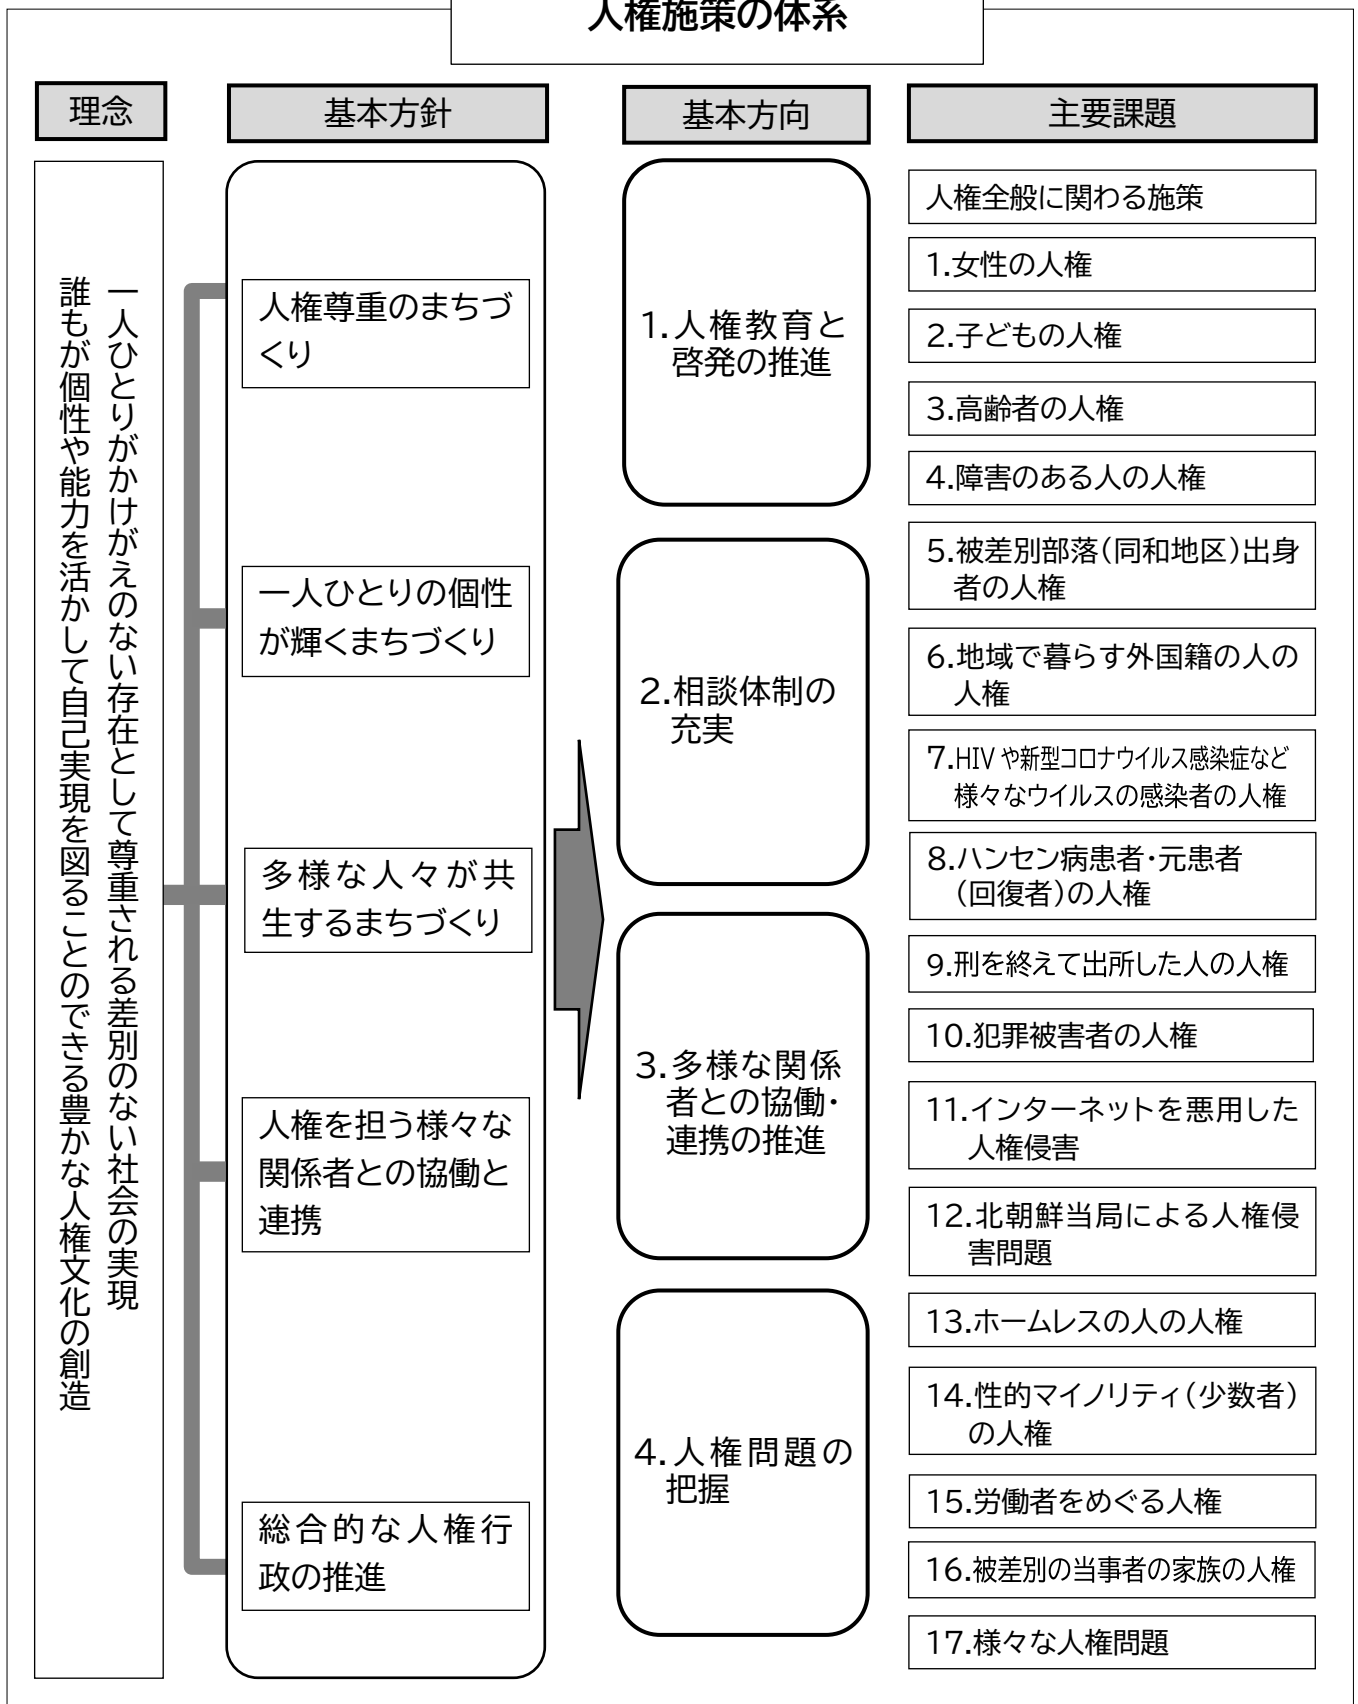 人権施策の体系
理念
基本方針
基本方向
主要課題
一人ひとりがかけがえのない存在として尊重される差別のない社会の実現
誰もが個性や能力を活かして自己実現を図ることのできる豊かな人権文化の創造
人権尊重のまちづ
くり
一人ひとりの個性
が輝くまちづくり
多様な人々が共
生するまちづくり
人権を担う様々な
関係者との協働と
連携
総合的な人権行
政の推進
1.人権教育と
啓発の推進
2.相談体制の
充実
3.多様な関係
者との協働・
連携の推進
4.人権問題の
把握
人権全般に関わる施策
1.女性の人権
2.子どもの人権
3.高齢者の人権
4.障害のある人の人権
5.被差別部落(同和地区)出身
者の人権
6.地域で暮らす外国籍の人の
人権
7.HIVや新型コロナウイルス感染症など
様々なウイルスの感染者の人権
8.ハンセン病患者・元患者
(回復者)の人権
9.刑を終えて出所した人の人権
10.犯罪被害者の人権
11.インターネットを悪用した
人権侵害
12.北朝鮮当局による人権侵
害問題
13.ホームレスの人の人権
14.性的マイノリティ(少数者)
の人権
15.労働者をめぐる人権
16.被差別の当事者の家族の人権
17.様々な人権問題